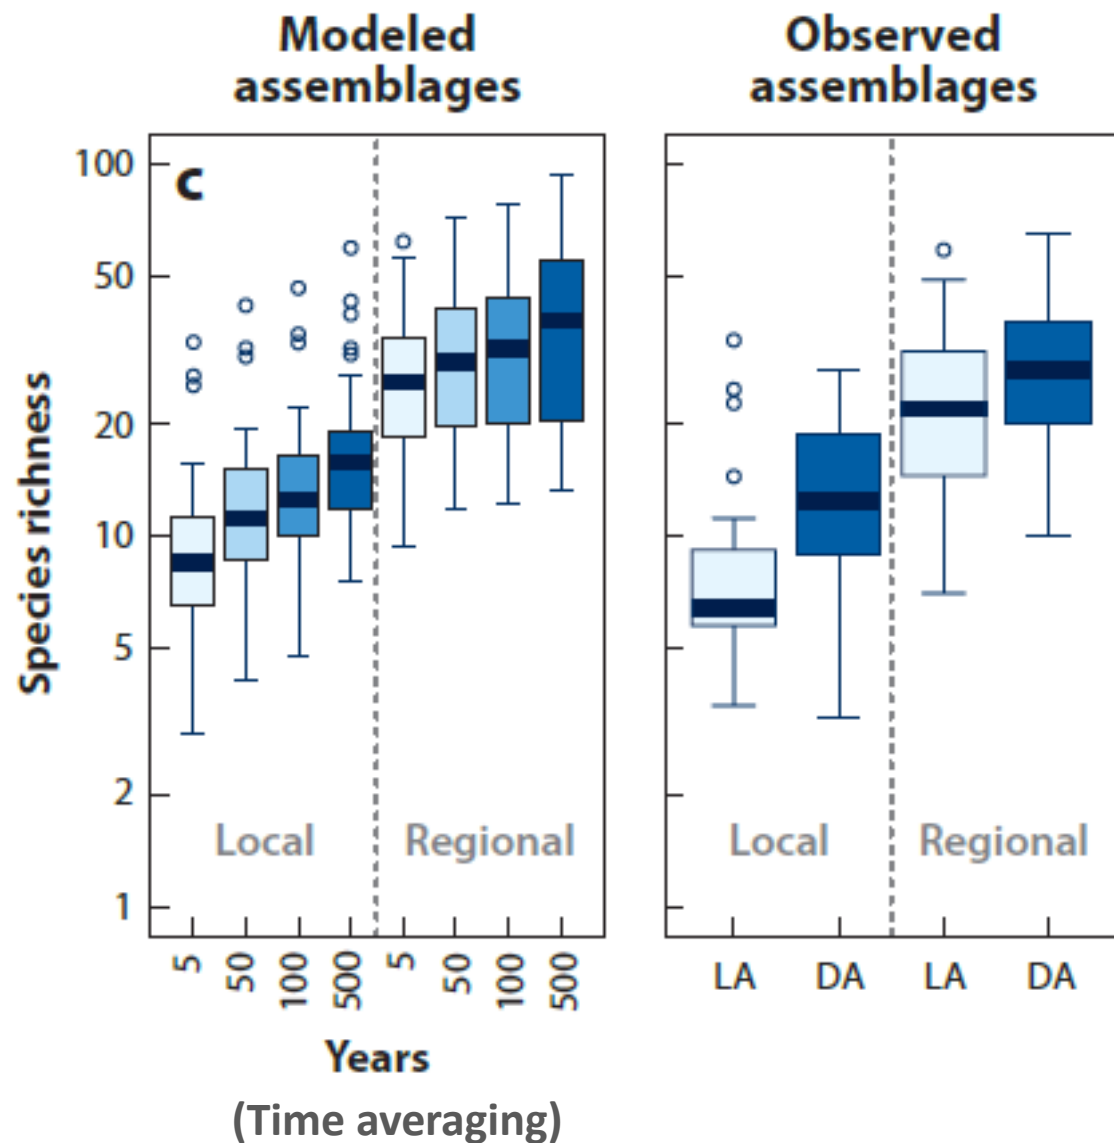 Modeled
assemblages
Observed
assemblages
c
Species richness
100
50
20
10
5
2
1
Local
Regional
Local
Regional
5
50
100
500
5
50
100
500
LA
DA
LA
DA
Years
(Time averaging)